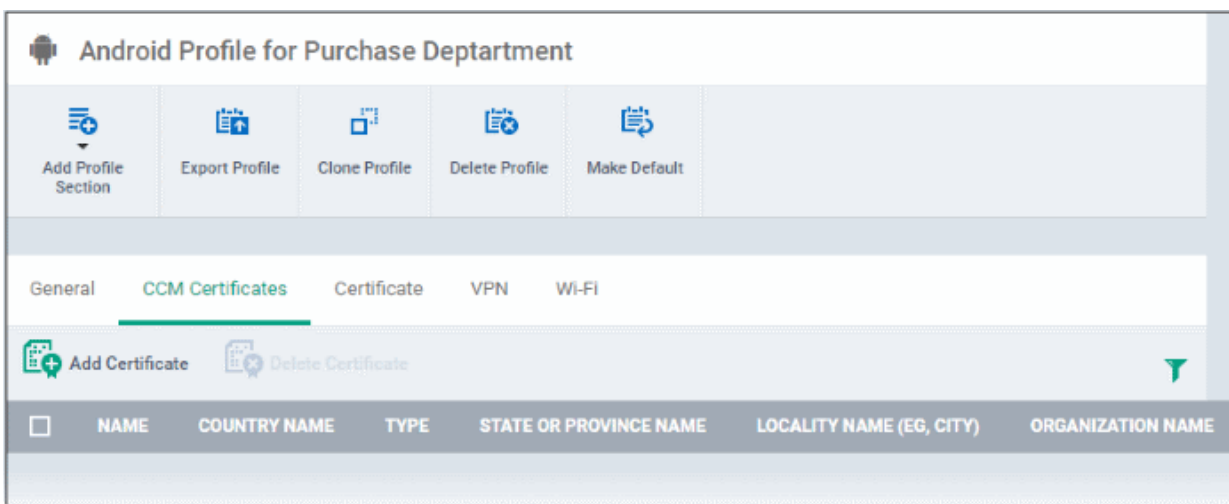 Android Profile for Purchase Deptartment
Add Profile
Section
Export Profile
Clone Profile
Delete Profile
Make Default
General
CCM Certificates
Certificate
VPN
Wi-Fi
Add Certificate
Delete Certificate
NAME
COUNTRY NAME
TYPE
STATE OR PROVINCE NAME
LOCALITY NAME (EG, CITY)
ORGANIZATION NAME